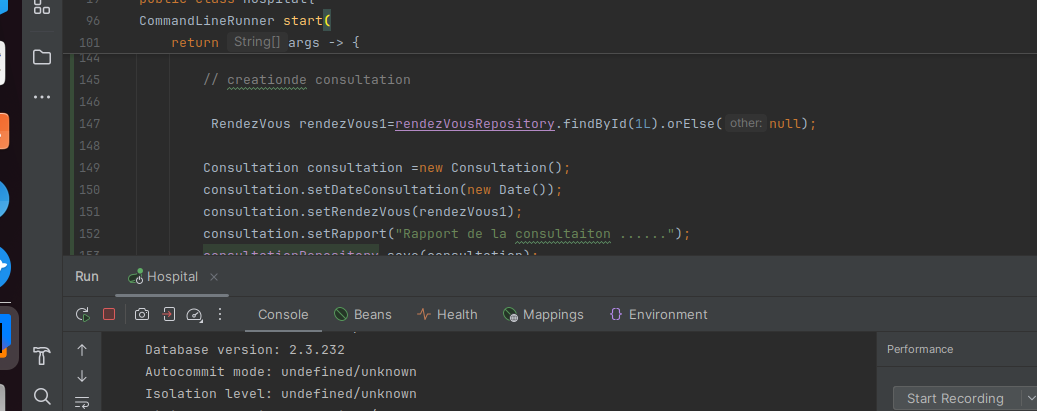 17 public class Hospital{
96 CommandLineRunner start(
101 return String[] args -> {
144
145 // creationde consultation
146
147 RendezVous rendezVous1=rendezVousRepository.findById(1L).orElse( other: null);
148
149 Consultation consultation =new Consultation();
150 consultation.setDateConsultation(new Date());
151 consultation.setRendezVous(rendezVous1);
152 consultation.setRapport("Rapport de la consultaiton ......");
153 consultationRepository.save(consultation);
Run Hospital ×
Console Beans Health Mappings Environment
Database version: 2.3.232
Autocommit mode: undefined/unknown
Isolation level: undefined/unknown
Performance
Start Recording